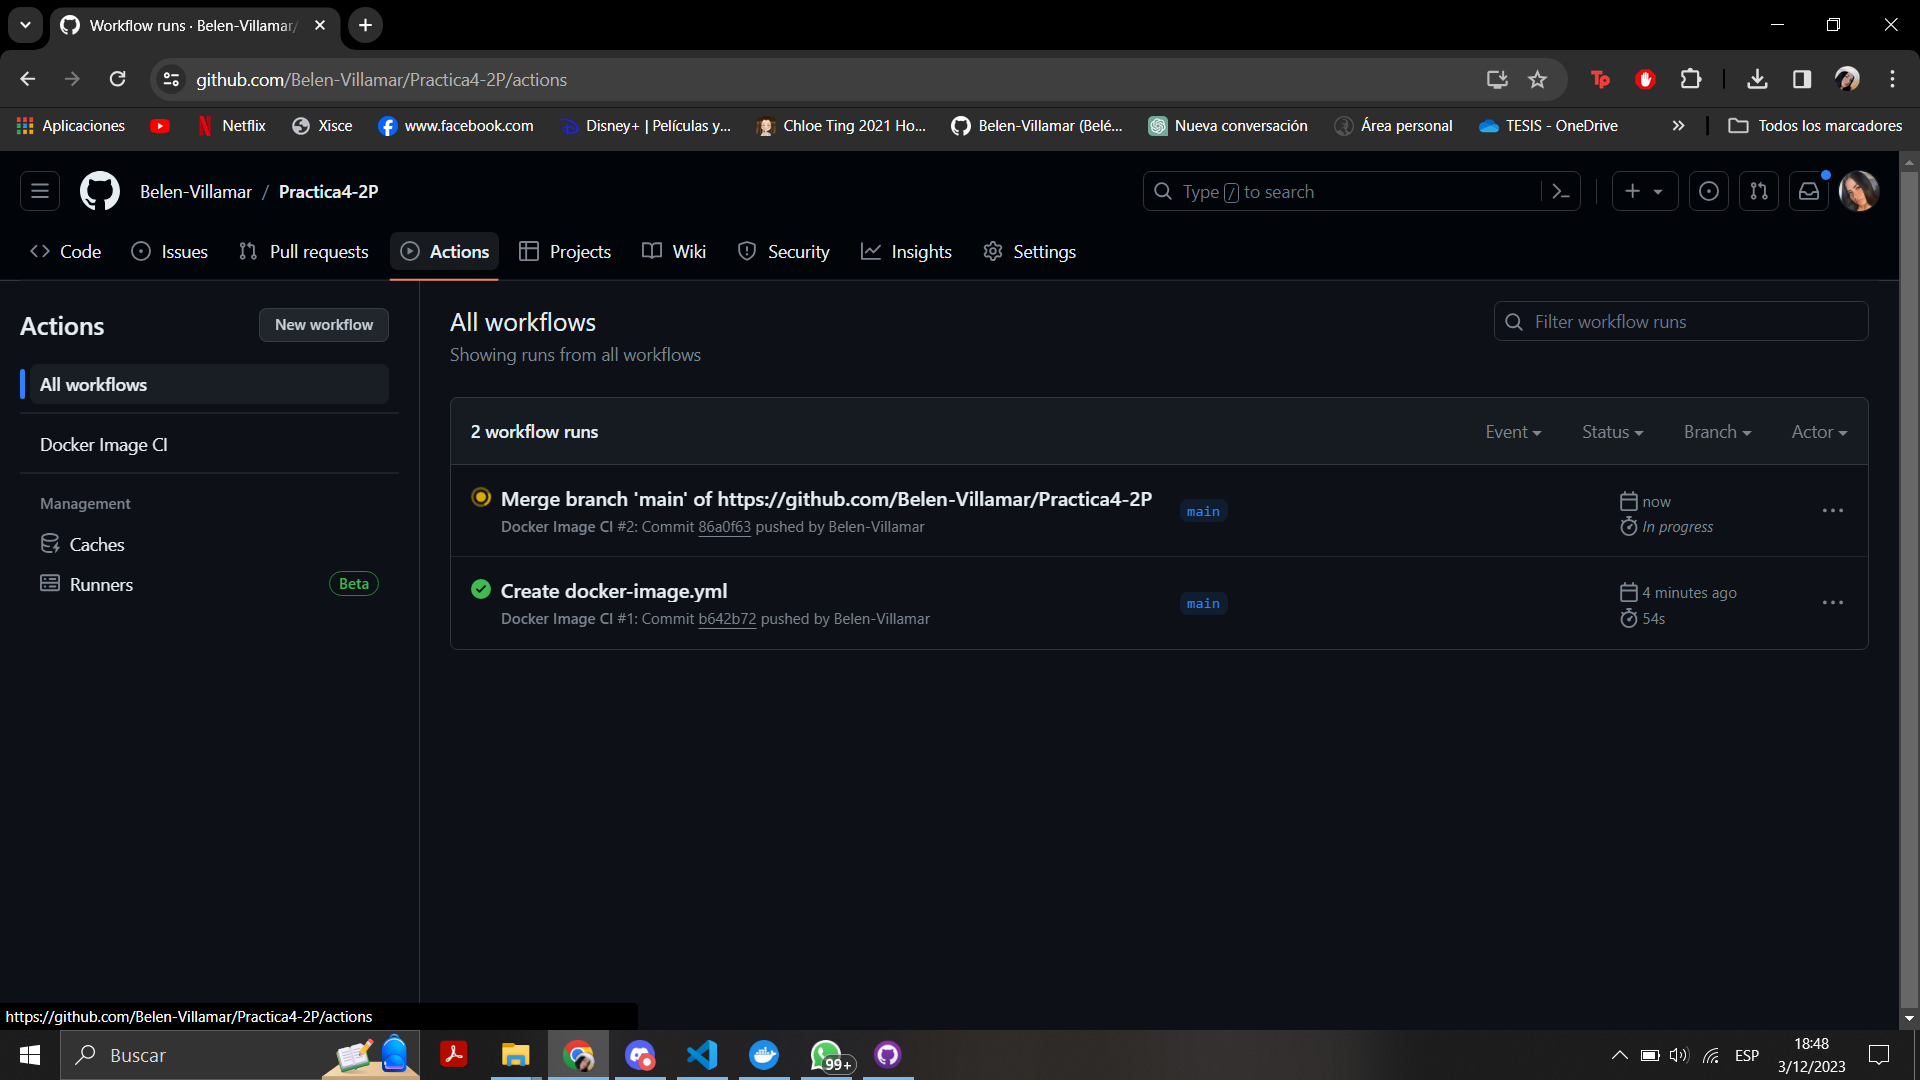 Workflow runs · Belen-Villamar/
github.com/Belen-Villamar/Practica4-2P/actions
Aplicaciones
Netflix
Xisce
www.facebook.com
Disney+ | Películas y...
Chloe Ting 2021 Ho...
Belen-Villamar (Belé...
Nueva conversación
Área personal
TESIS - OneDrive
Todos los marcadores
Belen-Villamar / Practica4-2P
Type / to search
Code
Issues
Pull requests
Actions
Projects
Wiki
Security
Insights
Settings
Actions
New workflow
All workflows
Docker Image CI
Management
Caches
Runners
Beta
All workflows
Showing runs from all workflows
Filter workflow runs
2 workflow runs
Event
Status
Branch
Actor
Merge branch 'main' of https://github.com/Belen-Villamar/Practica4-2P
Docker Image CI #2: Commit 86a0f63 pushed by Belen-Villamar
main
now
In progress
Create docker-image.yml
Docker Image CI #1: Commit b642b72 pushed by Belen-Villamar
main
4 minutes ago
54s
https://github.com/Belen-Villamar/Practica4-2P/actions
Buscar
99+
ESP
18:48
3/12/2023